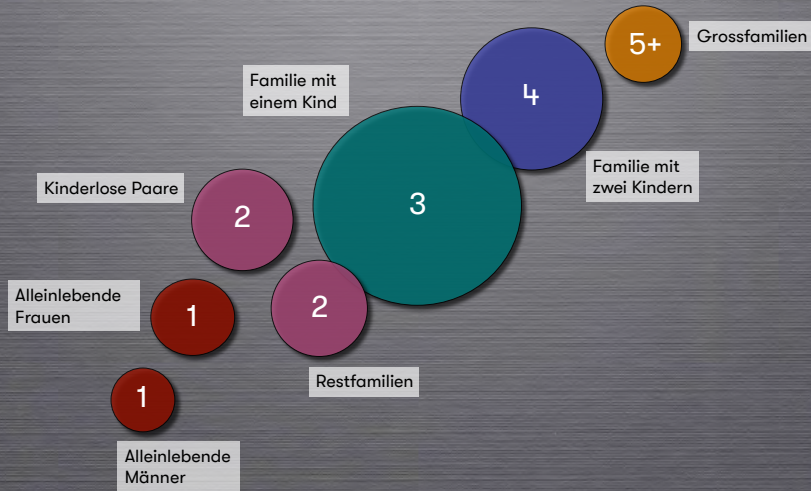 5+
Grossfamilien
4
Familie mit
einem Kind
Familie mit
zwei Kindern
Kinderlose Paare
2
3
Alleinlebende
Frauen
1
2
Restfamilien
1
Alleinlebende
Männer